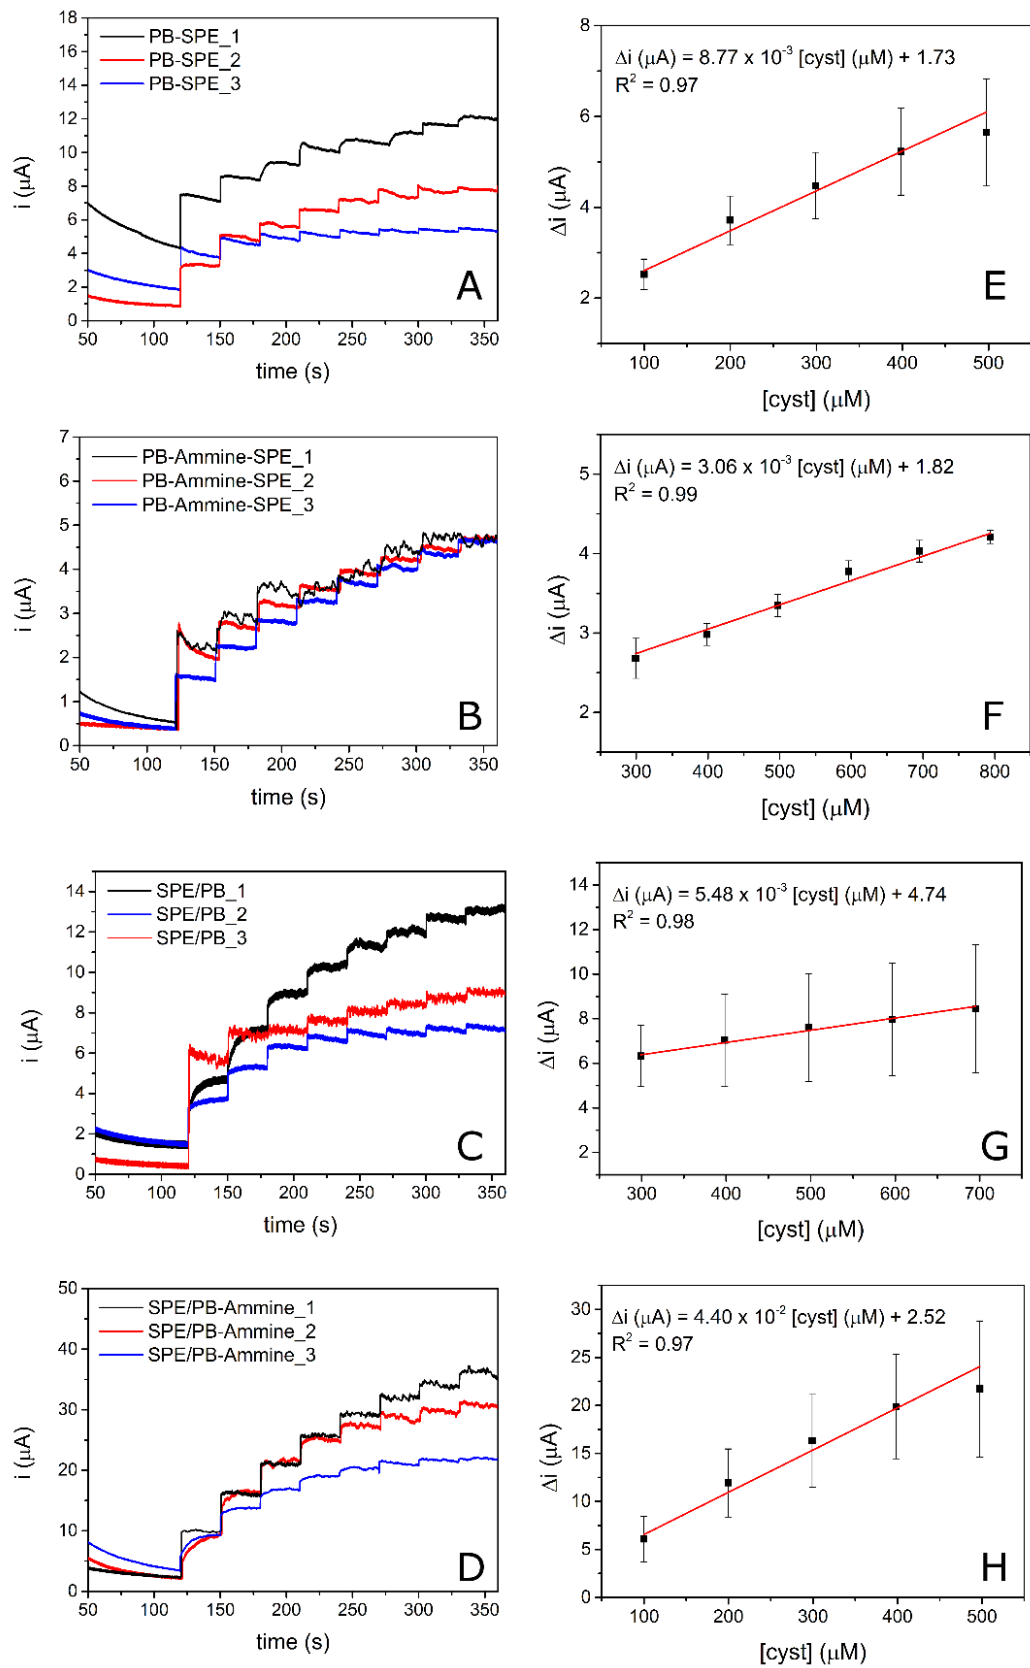 18
16
14
12
10
8
6
4
2
0
i (μA)
PB-SPE_1
PB-SPE_2
PB-SPE_3
A
50 100 150 200 250 300 350
time (s)
8
6
4
2
Δi (μA)
Δi (μA) = 8.77 x 10⁻³ [cyst] (μM) + 1.73
R² = 0.97
E
100 200 300 400 500
[cyst] (μM)
7
6
5
4
3
2
1
0
i (μA)
PB-Ammine-SPE_1
PB-Ammine-SPE_2
PB-Ammine-SPE_3
B
50 100 150 200 250 300 350
time (s)
5
4
3
2
Δi (μA)
Δi (μA) = 3.06 x 10⁻³ [cyst] (μM) + 1.82
R² = 0.99
F
300 400 500 600 700 800
[cyst] (μM)
14
12
10
8
6
4
2
0
i (μA)
SPE/PB_1
SPE/PB_2
SPE/PB_3
C
50 100 150 200 250 300 350
time (s)
14
12
10
8
6
4
2
Δi (μA)
Δi (μA) = 5.48 x 10⁻³ [cyst] (μM) + 4.74
R² = 0.98
G
300 400 500 600 700
[cyst] (μM)
50
40
30
20
10
0
i (μA)
SPE/PB-Ammine_1
SPE/PB-Ammine_2
SPE/PB-Ammine_3
D
50 100 150 200 250 300 350
time (s)
30
25
20
15
10
5
0
Δi (μA)
Δi (μA) = 4.40 x 10⁻² [cyst] (μM) + 2.52
R² = 0.97
H
100 200 300 400 500
[cyst] (μM)